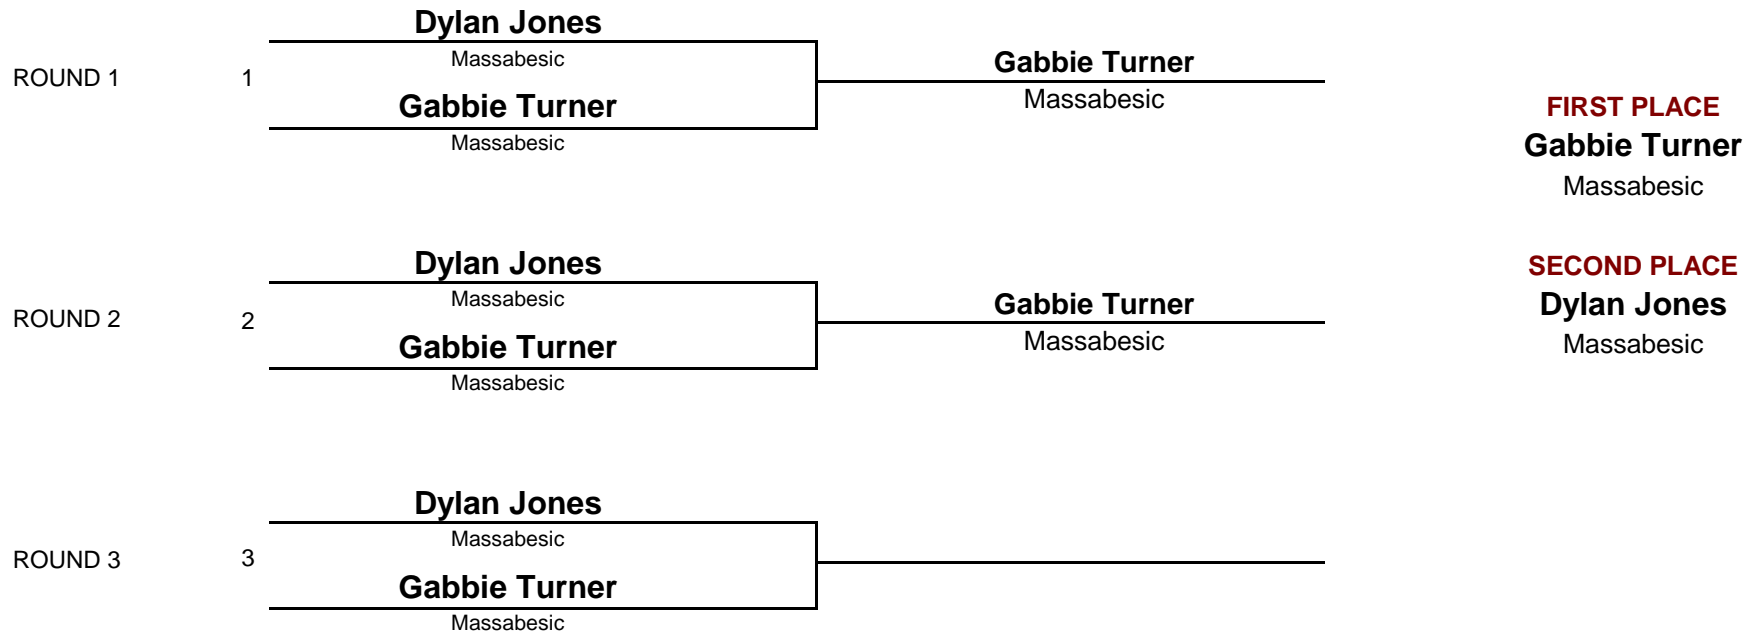 Dylan Jones
Massabesic
ROUND 1
1
Gabbie Turner
Massabesic
Gabbie Turner
Massabesic
FIRST PLACE
Gabbie Turner
Massabesic
Dylan Jones
Massabesic
ROUND 2
2
Gabbie Turner
Massabesic
Gabbie Turner
Massabesic
SECOND PLACE
Dylan Jones
Massabesic
Dylan Jones
Massabesic
ROUND 3
3
Gabbie Turner
Massabesic